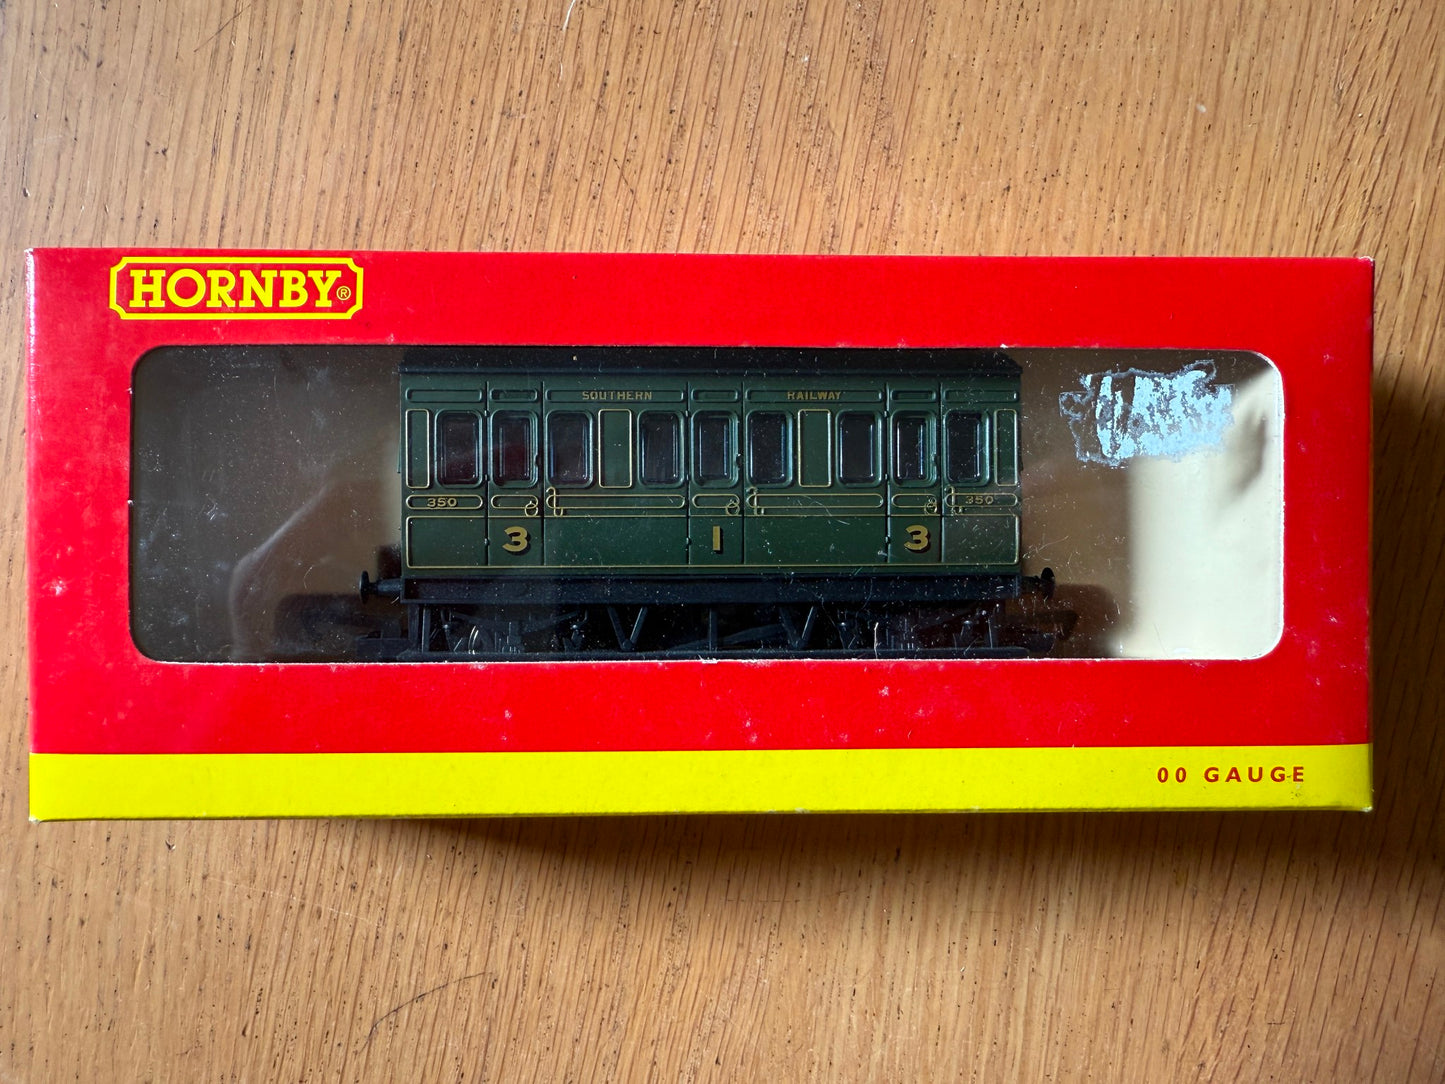 HORNBY®
SOUTHERN RAILWAY
350 350
3 1 3
00 GAUGE